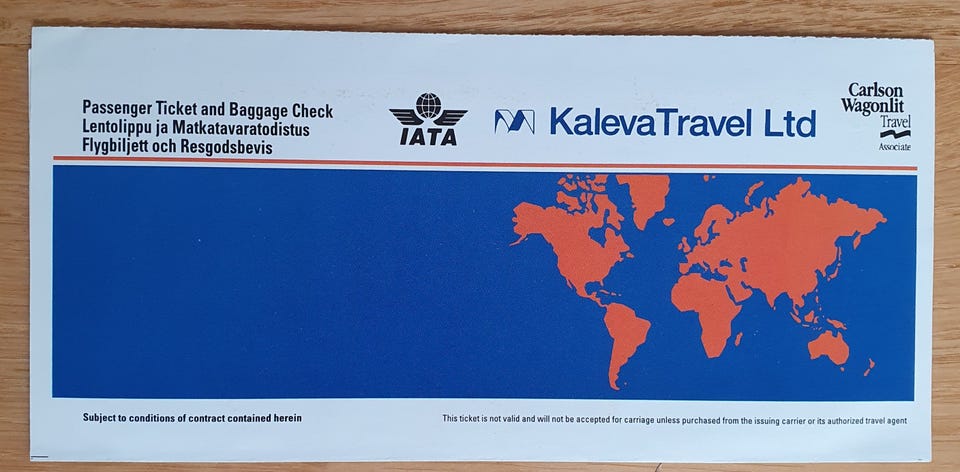 Passenger Ticket and Baggage Check
Lentolippu ja Matkatavaratodistus
Flygbiljett och Resgodsbevis
IATA
KalevaTravel Ltd
Carlson
Wagonlit
Travel
Associate
Subject to conditions of contract contained herein
This ticket is not valid and will not be accepted for carriage unless purchased from the issuing carrier or its authorized travel agent